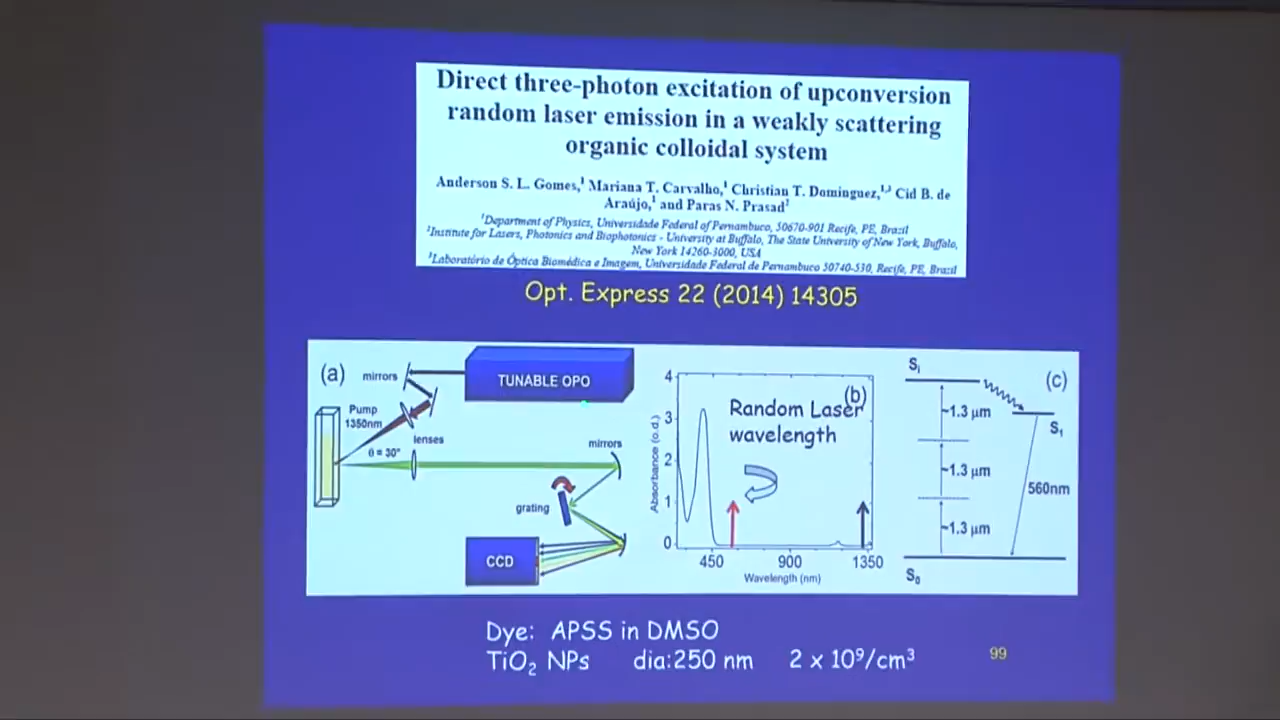 Direct three-photon excitation of upconversion
random laser emission in a weakly scattering
organic colloidal system
Anderson S. L. Gomes,¹ Mariana T. Carvalho,¹ Christian T. Dominguez,¹,³ Cid B. de
Araújo,¹ and Paras N. Prasad²
¹Department of Physics, Universidade Federal of Pernambuco, 50670-901 Recife, PE, Brazil
²Institute for Lasers, Photonics and Biophotonics - University at Buffalo, The State University of New York, Buffalo,
New York 14260-3000, USA
³Laboratório de Óptica Biomédica e Imagem, Universidade Federal de Pernambuco 50740-530, Recife, PE, Brazil
Opt. Express 22 (2014) 14305
(a)
mirrors
TUNABLE OPO
Pump
1350nm
θ = 30°
lenses
mirrors
grating
CCD
(b)
Random Laser
wavelength
Absorbance (o.d.)
4
3
2
1
0
450 900 1350
Wavelength (nm)
(c)
Sᵢ
~1.3 µm
S₁
~1.3 µm
560nm
~1.3 µm
S₀
Dye: APSS in DMSO
TiO₂ NPs dia:250 nm 2 x 10⁹/cm³
99